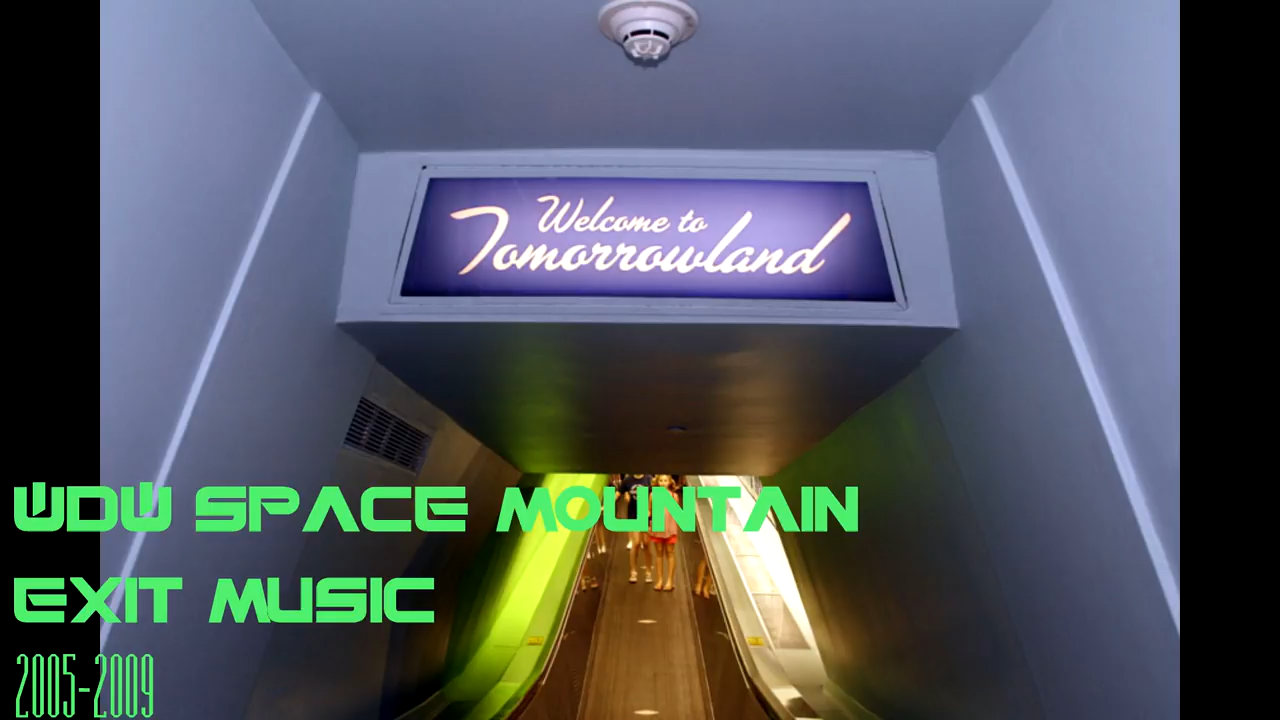 Welcome to
Tomorrowland
WDW SPACE MOUNTAIN
EXIT MUSIC
2005-2009